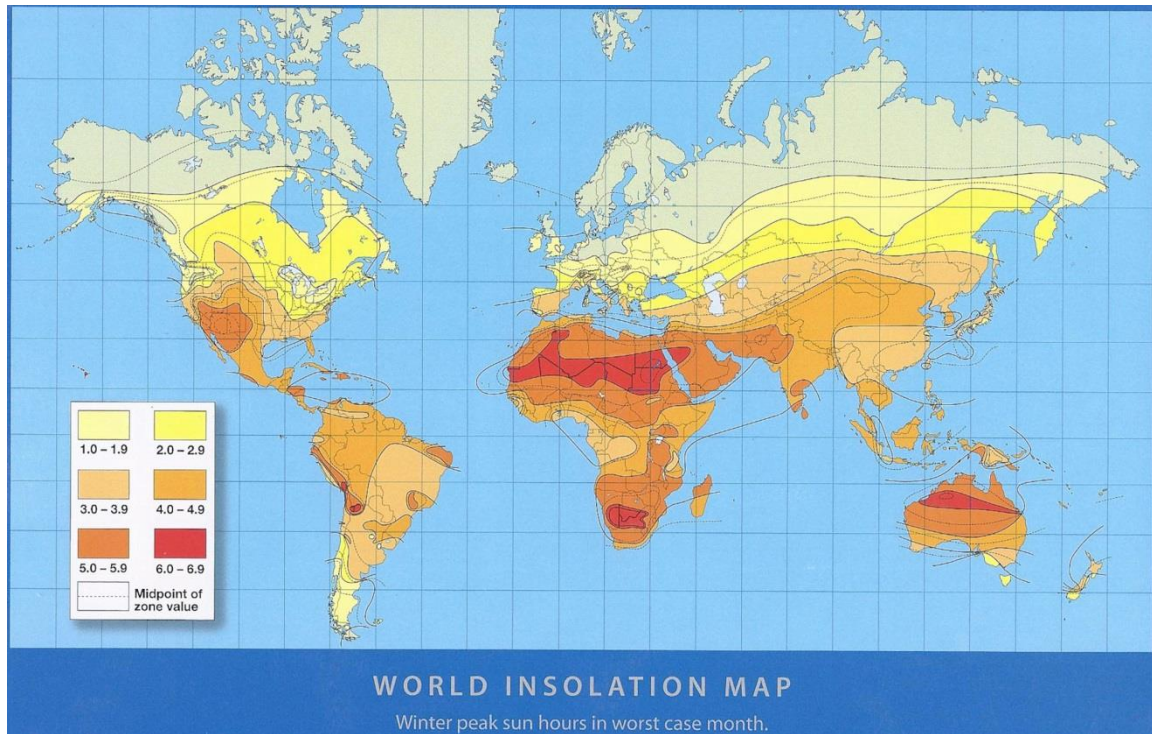 1.0 – 1.9 2.0 – 2.9
3.0 – 3.9 4.0 – 4.9
5.0 – 5.9 6.0 – 6.9
Midpoint of
zone value
WORLD INSOLATION MAP
Winter peak sun hours in worst case month.